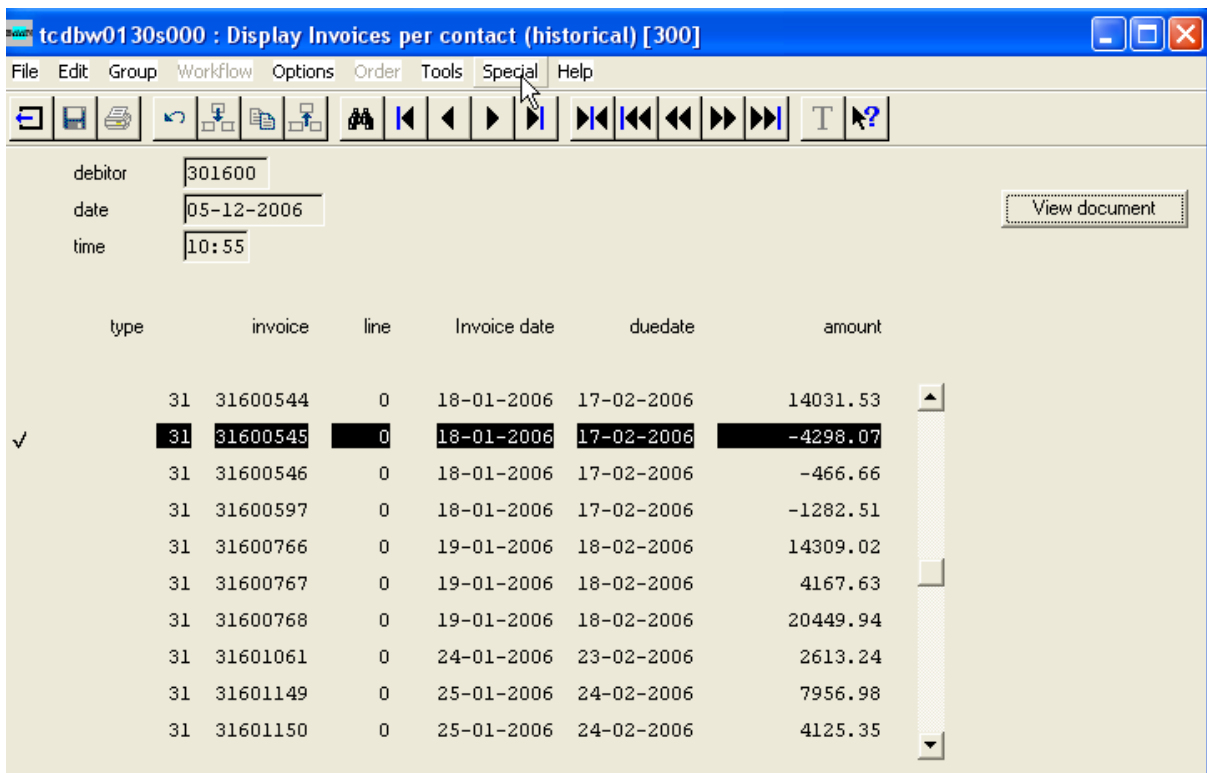 tcdbw0130s000 : Display Invoices per contact (historical) [300]
File Edit Group Workflow Options Order Tools Special Help
T ?
debitor 301600
date 05-12-2006 View document
time 10:55
type invoice line Invoice date duedate amount
31 31600544 0 18-01-2006 17-02-2006 14031.53
31 31600545 0 18-01-2006 17-02-2006 -4298.07
31 31600546 0 18-01-2006 17-02-2006 -466.66
31 31600597 0 18-01-2006 17-02-2006 -1282.51
31 31600766 0 19-01-2006 18-02-2006 14309.02
31 31600767 0 19-01-2006 18-02-2006 4167.63
31 31600768 0 19-01-2006 18-02-2006 20449.94
31 31601061 0 24-01-2006 23-02-2006 2613.24
31 31601149 0 25-01-2006 24-02-2006 7956.98
31 31601150 0 25-01-2006 24-02-2006 4125.35